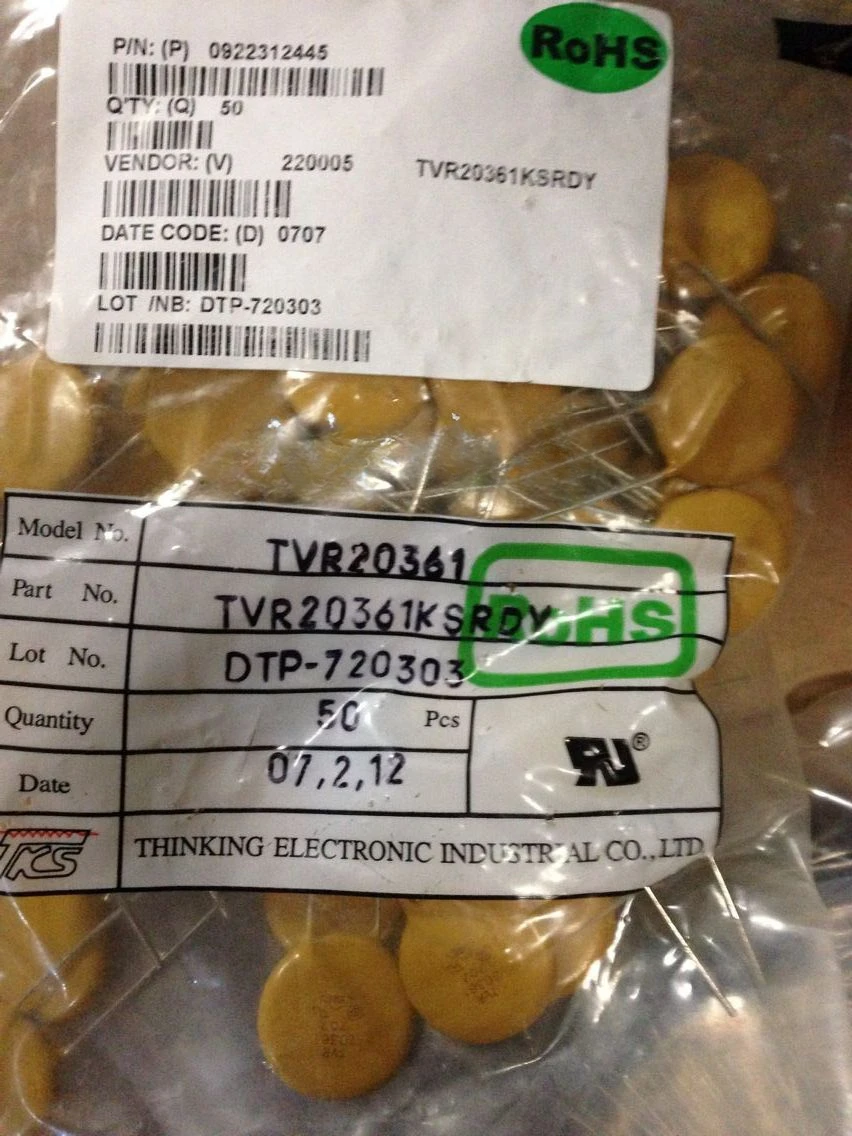 RoHS
P/N: (P) 0922312445
Q'TY: (Q) 50
VENDOR: (V) 220005 TVR20361KSRDY
DATE CODE: (D) 0707
LOT /NB: DTP-720303
Model No. TVR20361
Part No. TVR20361KSRDY RoHS
Lot No. DTP-720303
Quantity 50 Pcs
Date 07,2,12
TKS THINKING ELECTRONIC INDUSTRIAL CO.,LTD